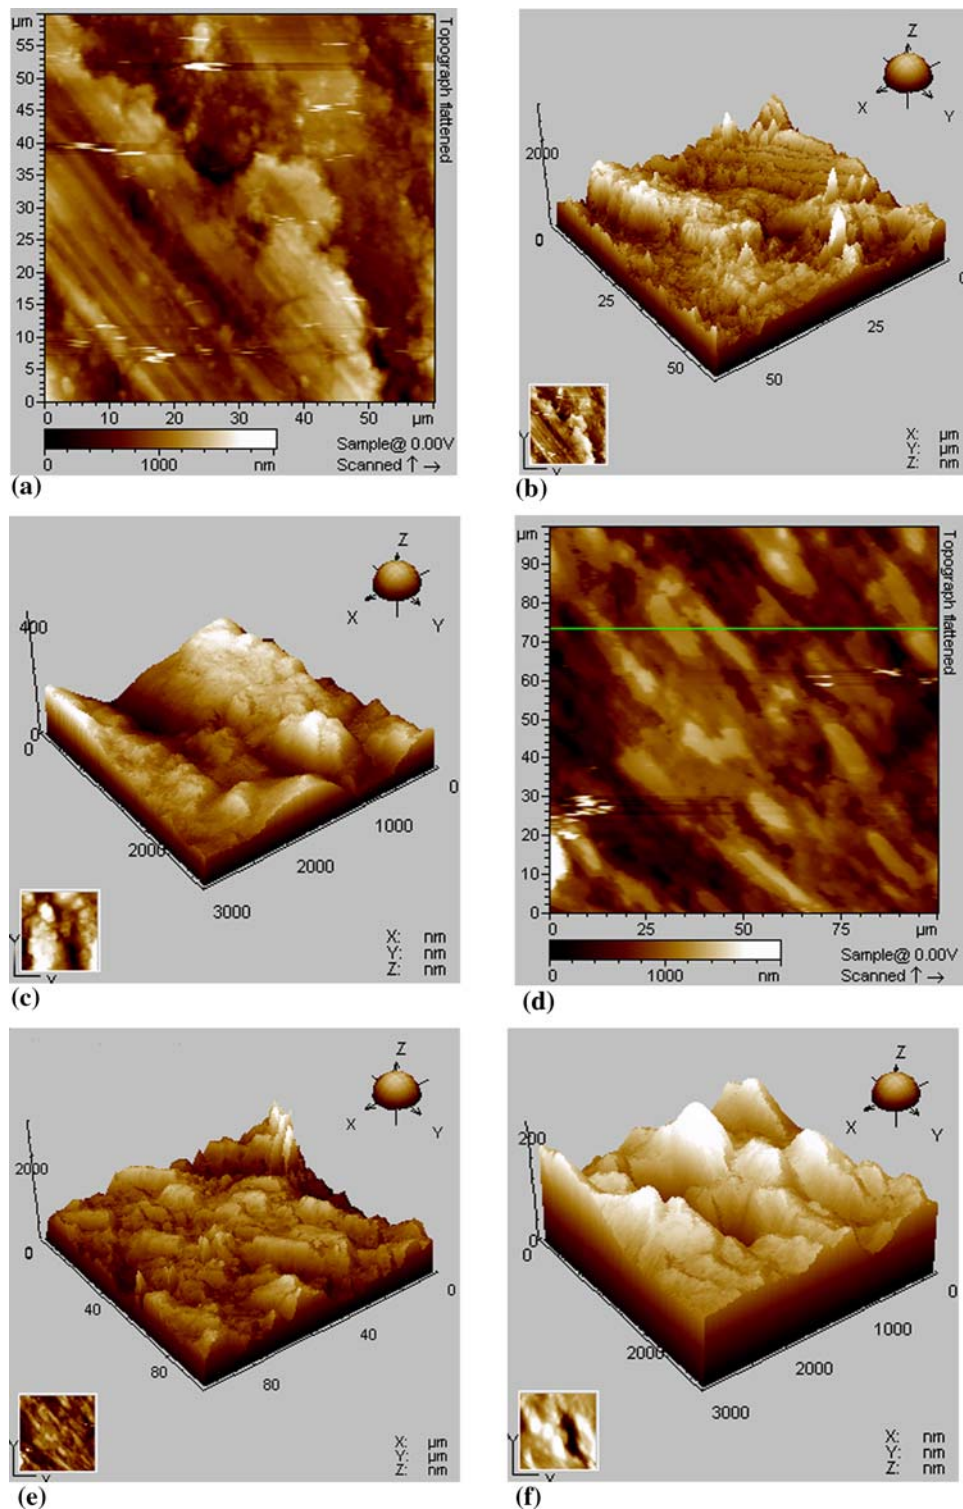 µm
55
50
45
40
35
30
25
20
15
10
5
0
Topograph flattened
0 10 20 30 40 50 µm
0 1000 nm
Sample@ 0.00V
Scanned ↑ →
(a)
Z
X
Y
2000
0
25
50
50
25
0
X: µm
Y: µm
Z: nm
Y
(b)
Z
X
Y
400
0
0
2000
3000
2000
1000
0
X: nm
Y: nm
Z: nm
Y
(c)
µm
90
80
70
60
50
40
30
20
10
0
Topograph flattened
0 25 50 75 µm
0 1000 nm
Sample@ 0.00V
Scanned ↑ →
(d)
Z
X
Y
2000
0
40
80
80
40
0
X: µm
Y: µm
Z: nm
Y
(e)
Z
X
Y
200
0
0
2000
3000
2000
1000
0
X: nm
Y: nm
Z: nm
Y
(f)